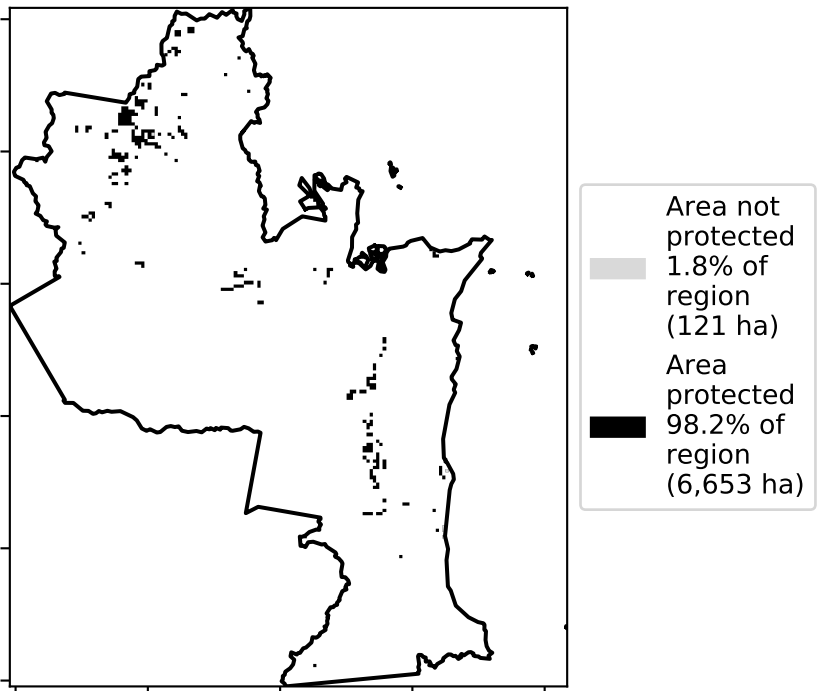 Area not
protected
1.8% of
region
(121 ha)
Area
protected
98.2% of
region
(6,653 ha)